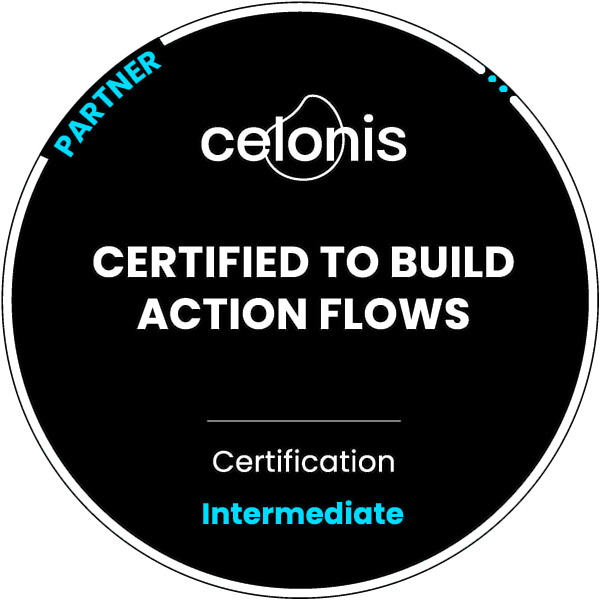 PARTNER
celonis
CERTIFIED TO BUILD
ACTION FLOWS
Certification
Intermediate